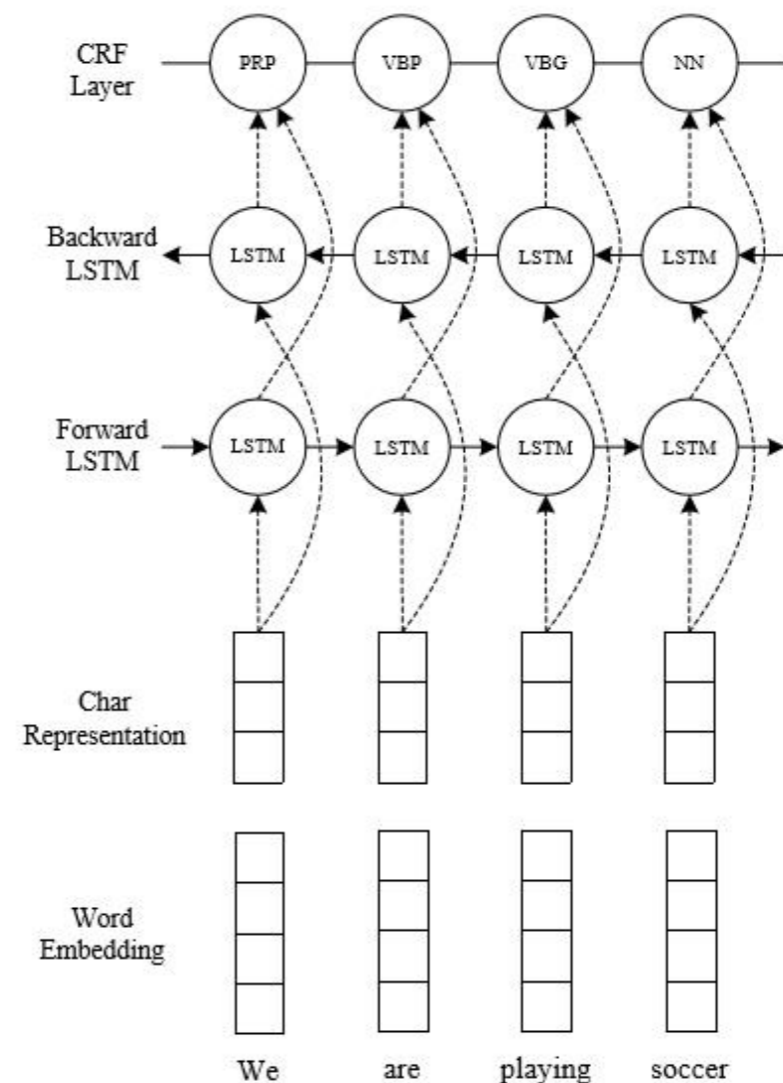 CRF
Layer
PRP VBP VBG NN
Backward
LSTM
LSTM LSTM LSTM LSTM
Forward
LSTM
LSTM LSTM LSTM LSTM
Char
Representation
Word
Embedding
We are playing soccer